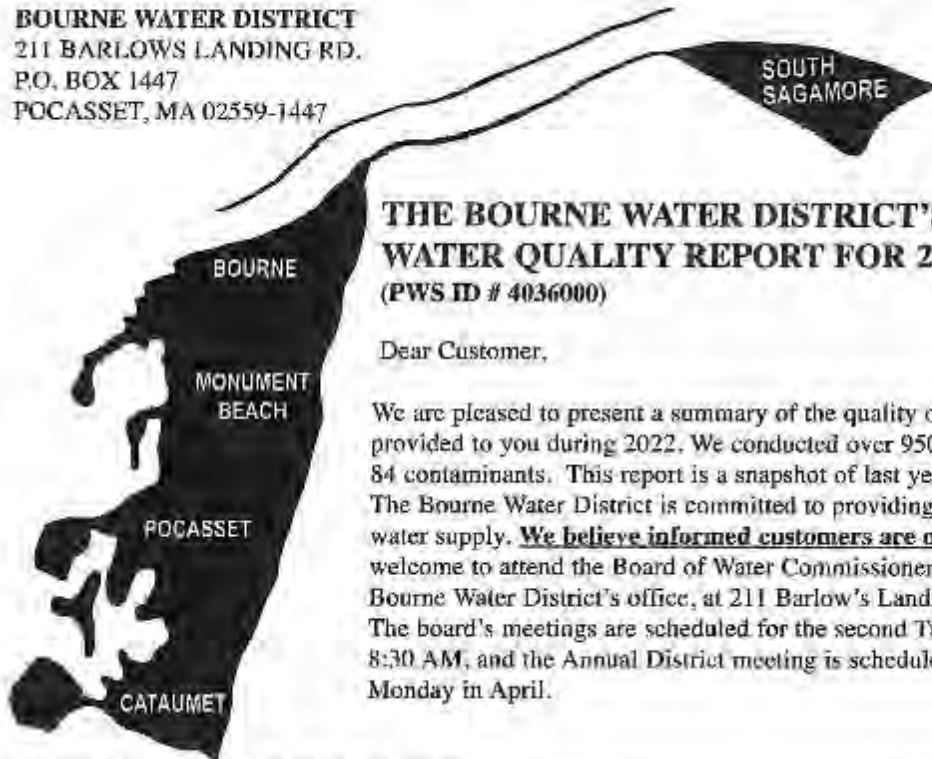 BOURNE WATER DISTRICT
211 BARLOWS LANDING RD.
P.O. BOX 1447
POCASSET, MA 02559-1447
SOUTH
SAGAMORE
THE BOURNE WATER DISTRICT'S
WATER QUALITY REPORT FOR 2
(PWS ID # 4036000)
BOURNE
Dear Customer,
MONUMENT
BEACH
We are pleased to present a summary of the quality o
provided to you during 2022. We conducted over 950
84 contaminants. This report is a snapshot of last ye
The Bourne Water District is committed to providing
water supply. We believe informed customers are
welcome to attend the Board of Water Commissioner
Bourne Water District's office, at 211 Barlow's Land
The board's meetings are scheduled for the second T
8:30 AM, and the Annual District meeting is schedule
Monday in April.
POCASSET
CATAUMET